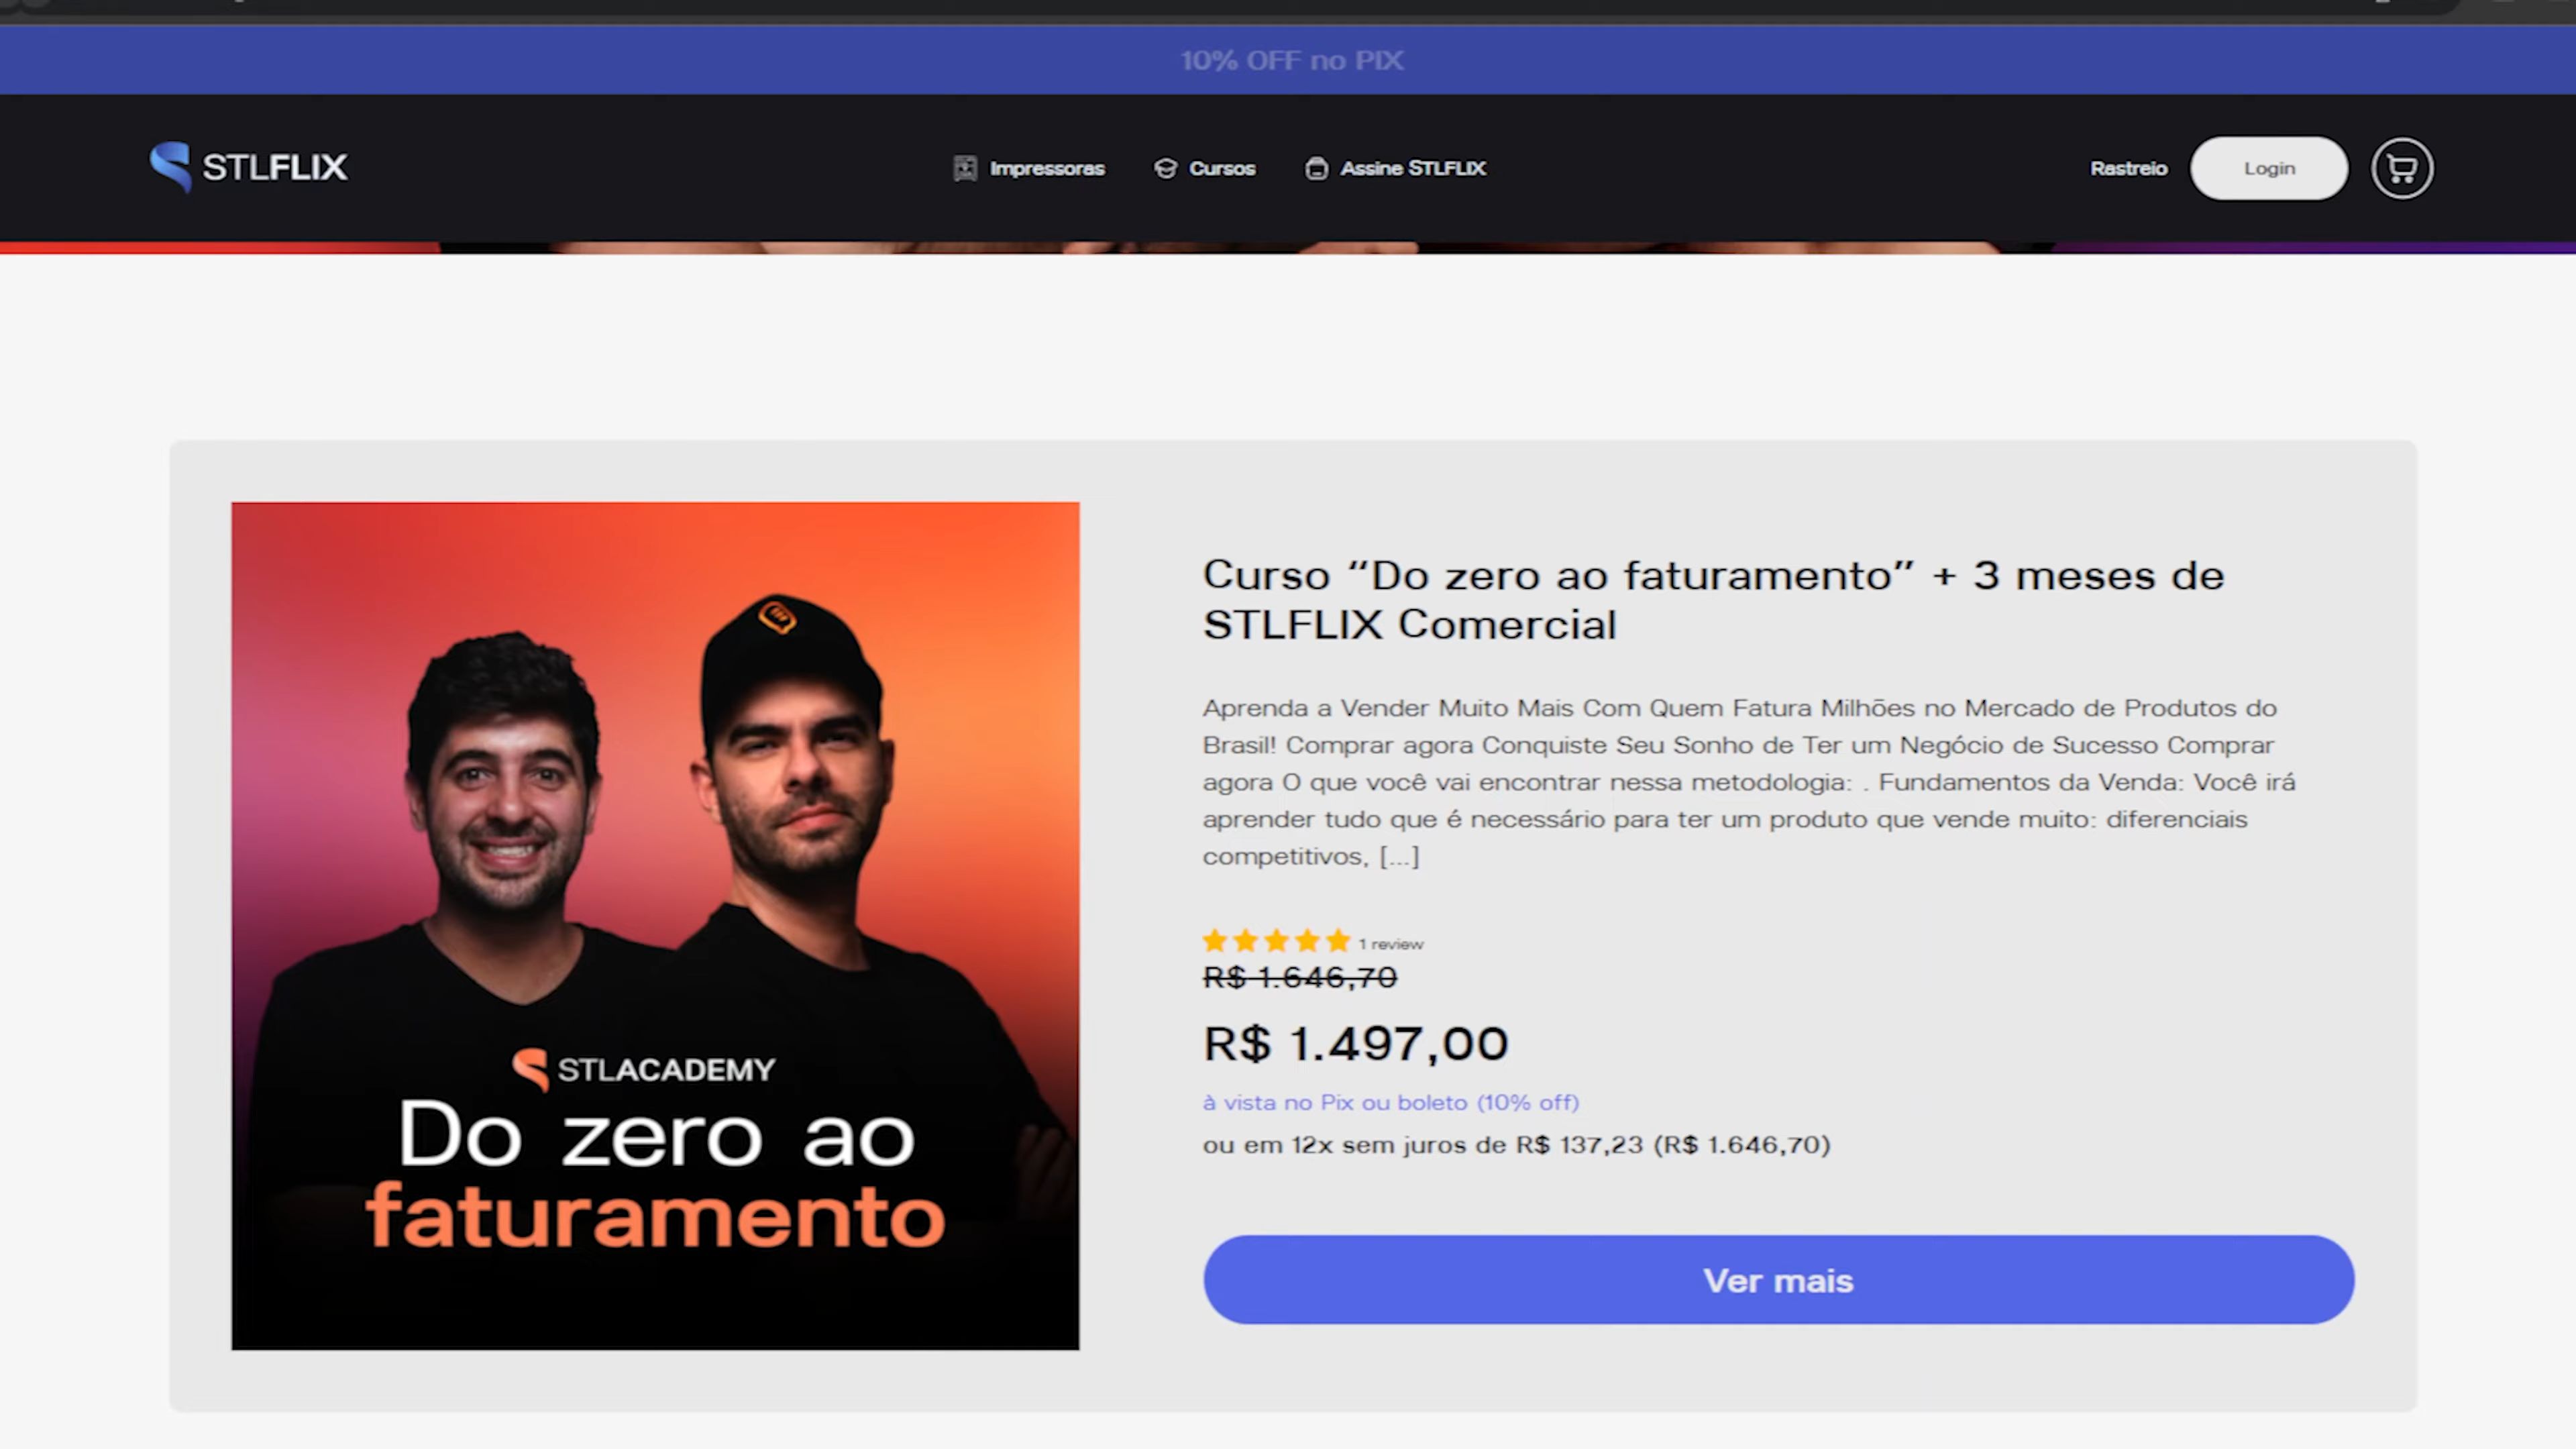 10% OFF no PIX
STLFLIX
Impressoras
Cursos
Assine STLFLIX
Rastreio
Login
Curso “Do zero ao faturamento” + 3 meses de
STLFLIX Comercial
Aprenda a Vender Muito Mais Com Quem Fatura Milhões no Mercado de Produtos do
Brasil! Comprar agora Conquiste Seu Sonho de Ter um Negócio de Sucesso Comprar
agora O que você vai encontrar nessa metodologia: . Fundamentos da Venda: Você irá
aprender tudo que é necessário para ter um produto que vende muito: diferenciais
competitivos, [...]
1 review
R$ 1.646,70
R$ 1.497,00
à vista no Pix ou boleto (10% off)
ou em 12x sem juros de R$ 137,23 (R$ 1.646,70)
Ver mais
STLACADEMY
Do zero ao
faturamento